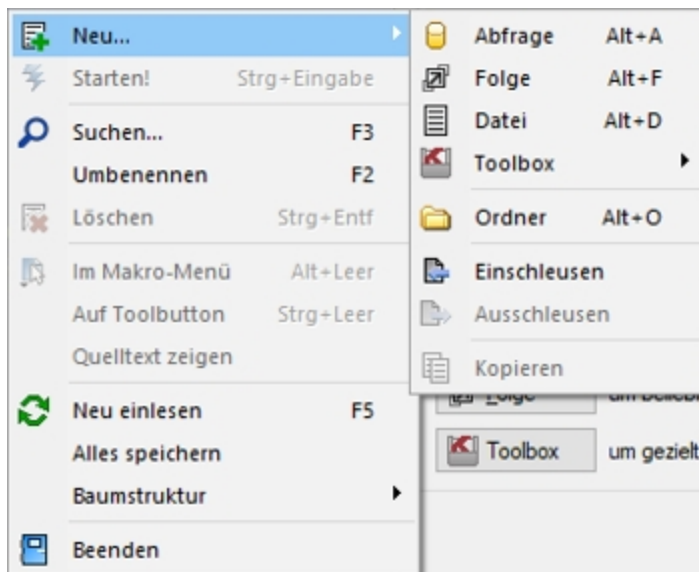 Neu...
Starten! Strg+Eingabe
Suchen... F3
Umbenennen F2
Löschen Strg+Entf
Im Makro-Menü Alt+Leer
Auf Toolbutton Strg+Leer
Quelltext zeigen
Neu einlesen F5
Alles speichern
Baumstruktur
Beenden
Abfrage Alt+A
Folge Alt+F
Datei Alt+D
Toolbox
Ordner Alt+O
Einschleusen
Ausschleusen
Kopieren
Folge um
Toolbox um gezielt